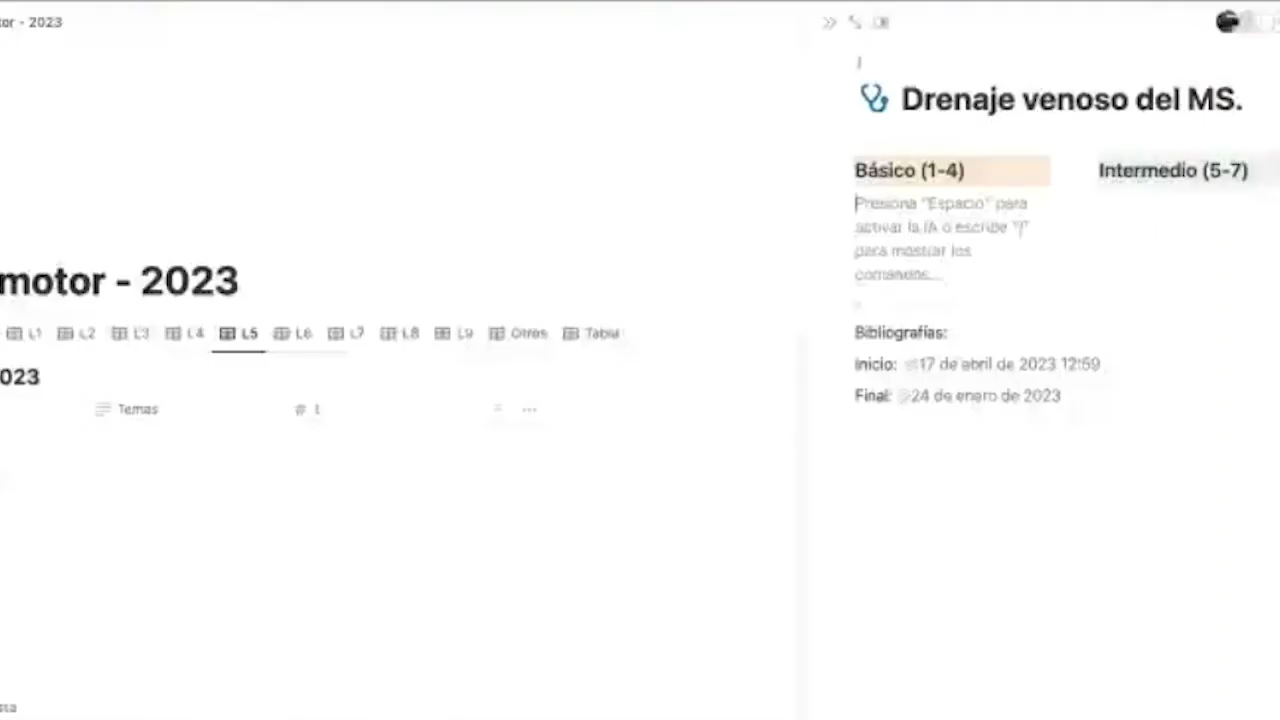 tor - 2023
Drenaje venoso del MS.
Básico (1-4)
Intermedio (5-7)
Presiona "Espacio" para
activar la IA o escribe "/"
para mostrar los
comandos...
motor - 2023
L1 L2 L3 L4 L5 L6 L7 L8 L9 Otros Tabla
Bibliografías:
Inicio: 17 de abril de 2023 12:59
023
Final: 24 de enero de 2023
Temas
# t